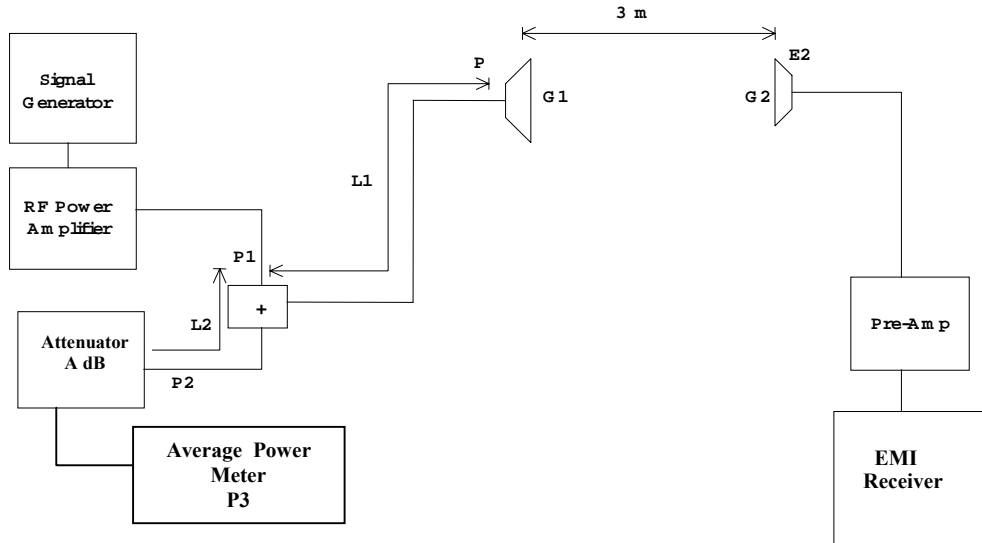 3 m
P
E2
Signal
Generator
G1
G2
L1
RF Power
Amplifier
P1
+
L2
Pre-Amp
Attenuator
A dB
P2
Average Power
Meter
P3
EMI
Receiver